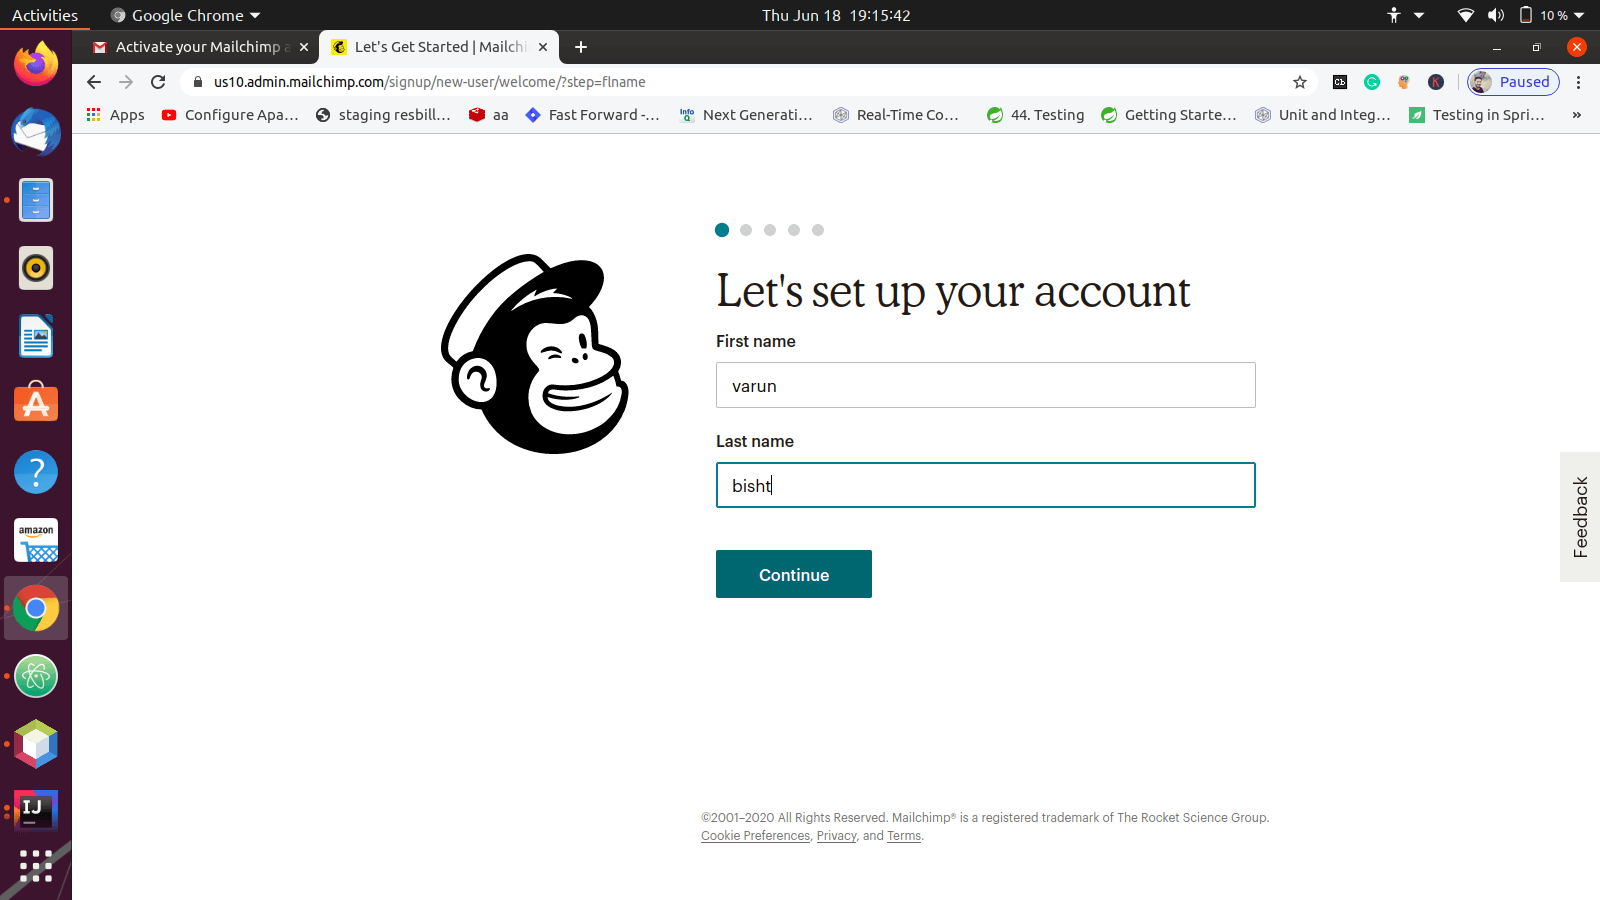 Activities Google Chrome Thu Jun 18 19:15:42 10 %
Activate your Mailchimp a Let's Get Started | Mailchi
us10.admin.mailchimp.com/signup/new-user/welcome/?step=flname Paused
Apps Configure Apa... staging resbill... aa Fast Forward -... Next Generati... Real-Time Co... 44. Testing Getting Starte... Unit and Integ... Testing in Spri... »
Let's set up your account
First name
varun
Last name
bisht
Continue
Feedback
amazon
IJ
©2001–2020 All Rights Reserved. Mailchimp® is a registered trademark of The Rocket Science Group.
Cookie Preferences, Privacy, and Terms.